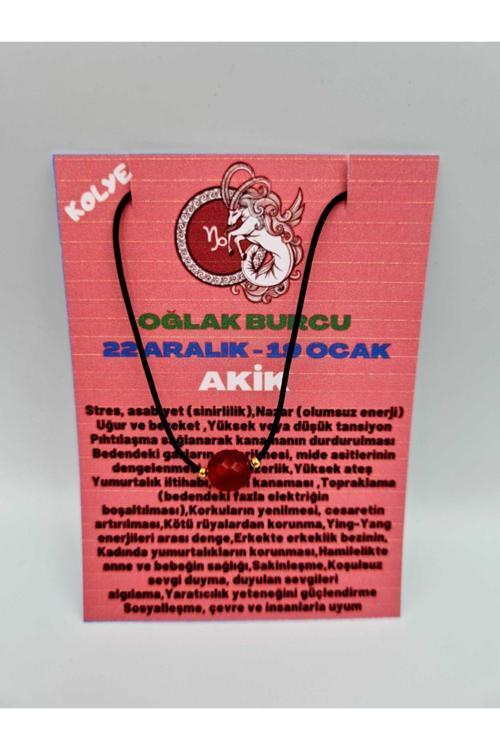 KOLYE
OĞLAK BURCU
22 ARALIK - 19 OCAK
AKİK
Stres, asabiyet (sinirlilik),Nazar (olumsuz enerji)
Uğur ve bereket ,Yüksek veya düşük tansiyon
Pıhtılaşma sağlanarak kanamanın durdurulması
Bedendeki gazların mide asitlerinin
Yüksek ateş
Yumurtalık kanaması ,Topraklama
(bedendeki fazla elektriğin
boşaltılması),Korkuların yenilmesi, cesaretin
artırılması,Kötü rüyalardan korunma,Ying-Yang
enerjileri arası denge,Erkekte erkeklik bezinin,
Kadında yumurtalıkların korunması,Hamilelikte
anne ve bebeğin sağlığı,Sakinleşme,Koşulsuz
sevgi duyma, duyulan sevgileri
algılama,Yaratıcılık yeteneğini güçlendirme
Sosyalleşme, çevre ve insanlarla uyum